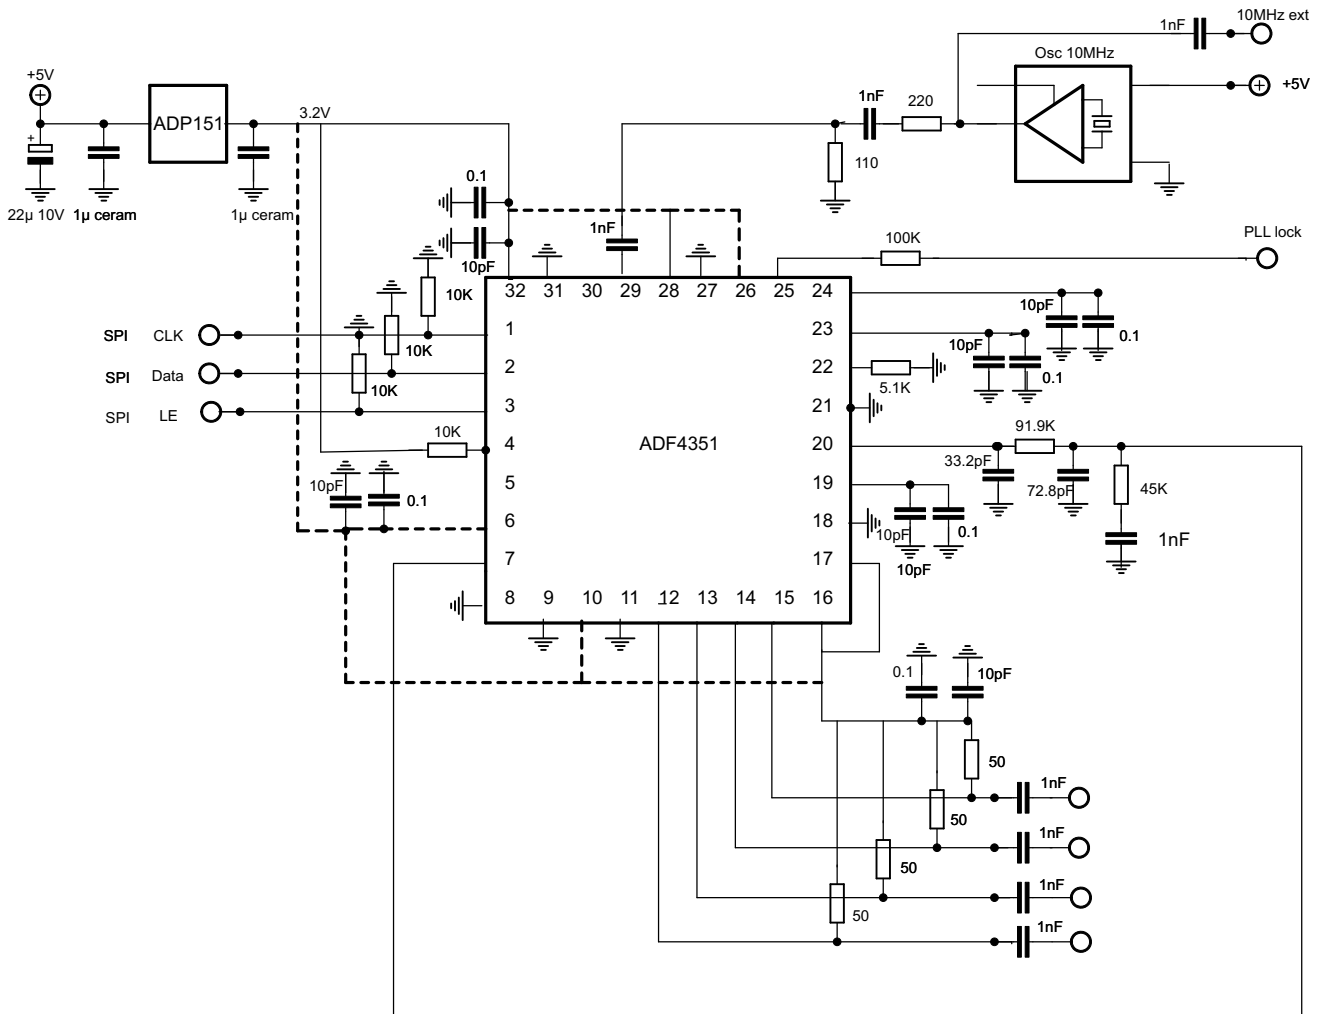 1nF
10MHz ext
Osc 10MHz
+5V
+5V
+
ADP151
3.2V
1nF
220
110
22µ 10V
1µ ceram
1µ ceram
0.1
10pF
1nF
100K
PLL lock
10K
10K
10K
SPI CLK
SPI Data
SPI LE
10K
10pF
0.1
ADF4351
32 31 30 29 28 27 26 25 24
1
2
3
4
5
6
7
8 9 10 11 12 13 14 15 16
23
22
21
20
19
18
17
10pF
0.1
10pF
0.1
5.1K
91.9K
33.2pF
72.8pF
45K
1nF
10pF
0.1
10pF
0.1
10pF
50
1nF
50
1nF
50
1nF
50
1nF